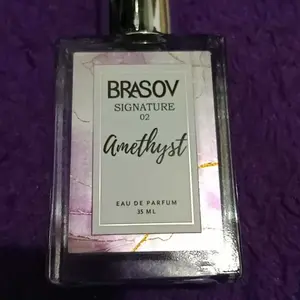 BRASOV
SIGNATURE
02
Amethyst
EAU DE PARFUM
35 ML